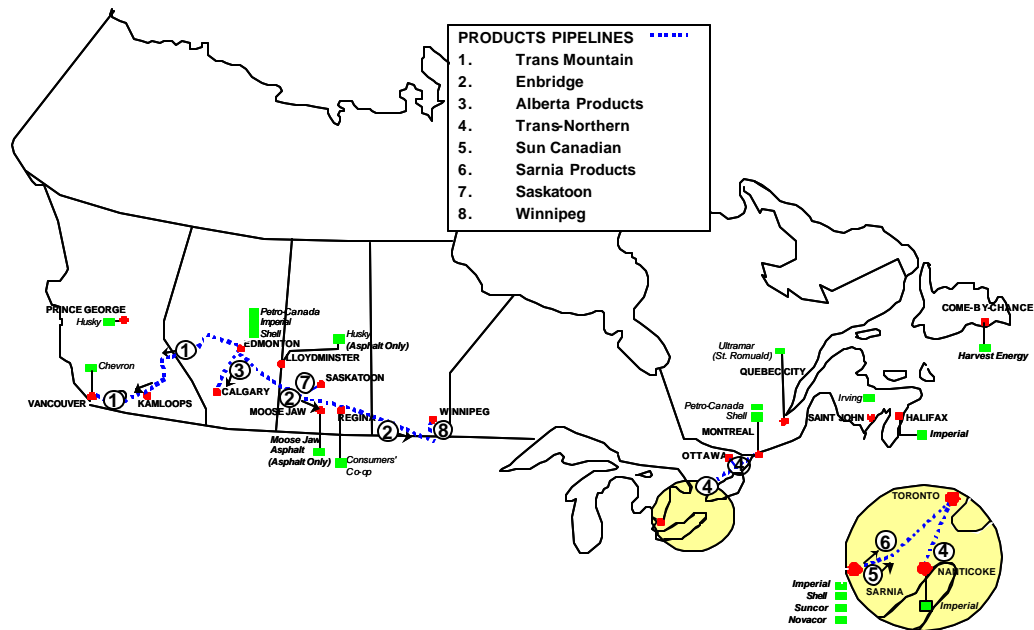 PRODUCTS PIPELINES
1. Trans Mountain
2. Enbridge
3. Alberta Products
4. Trans-Northern
5. Sun Canadian
6. Sarnia Products
7. Saskatoon
8. Winnipeg
PRINCE GEORGE
Husky
Chevron
VANCOUVER
1
KAMLOOPS
1
Petro-Canada
Imperial
Shell
EDMONTON
3
CALGARY
Husky
(Asphalt Only)
LLOYDMINSTER
7
SASKATOON
2
MOOSE JAW
REGINA
Moose Jaw
Asphalt
(Asphalt Only)
Consumers'
Co-op
2
WINNIPEG
8
COME-BY-CHANCE
Harvest Energy
Ultramar
(St. Romuald)
QUEBEC CITY
Irving
SAINT JOHN
HALIFAX
Imperial
Petro-Canada
Shell
MONTREAL
OTTAWA
4
4
TORONTO
6
4
5
NANTICOKE
SARNIA
Imperial
Imperial
Shell
Suncor
Novacor